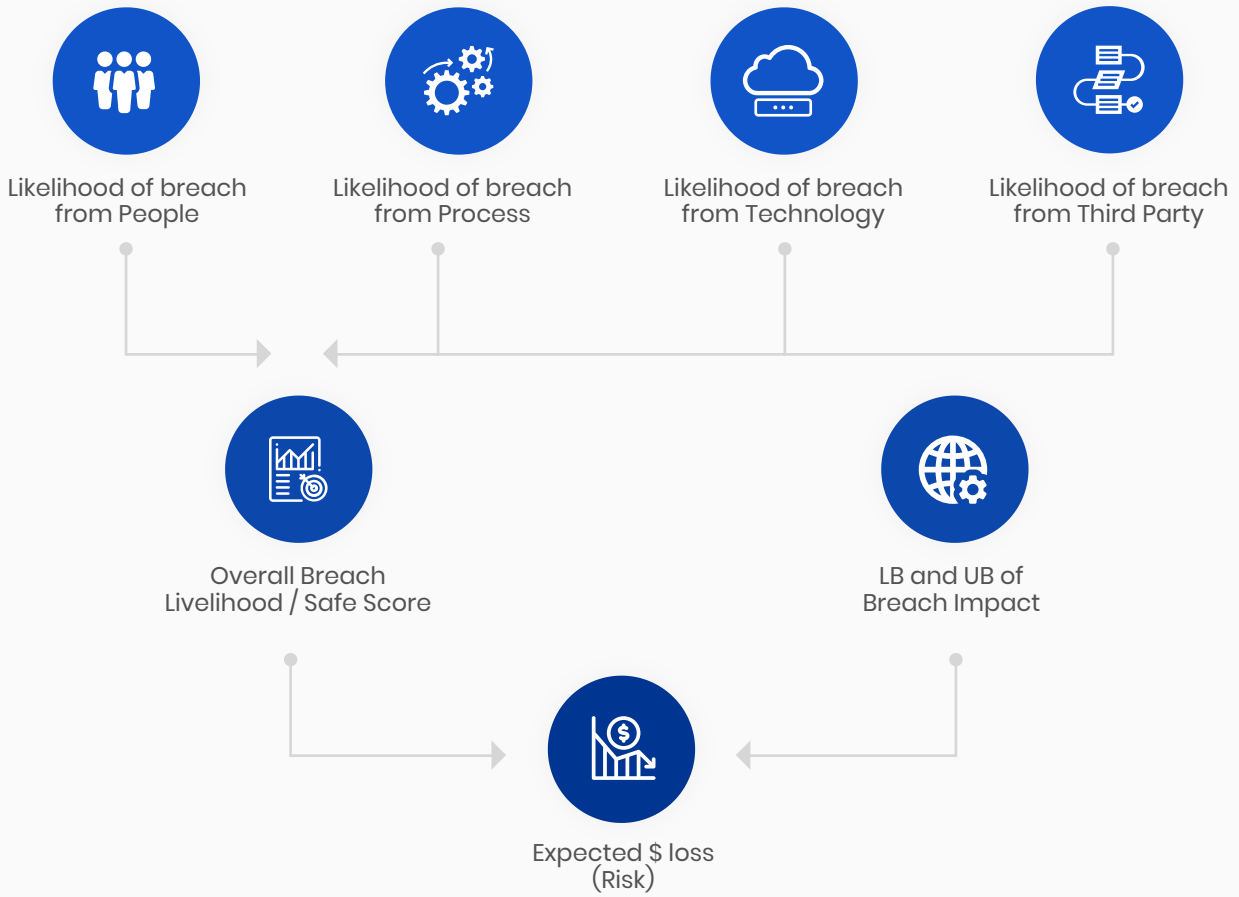 Likelihood of breach
from People
Likelihood of breach
from Process
Likelihood of breach
from Technology
Likelihood of breach
from Third Party
Overall Breach
Livelihood / Safe Score
LB and UB of
Breach Impact
$
Expected $ loss
(Risk)